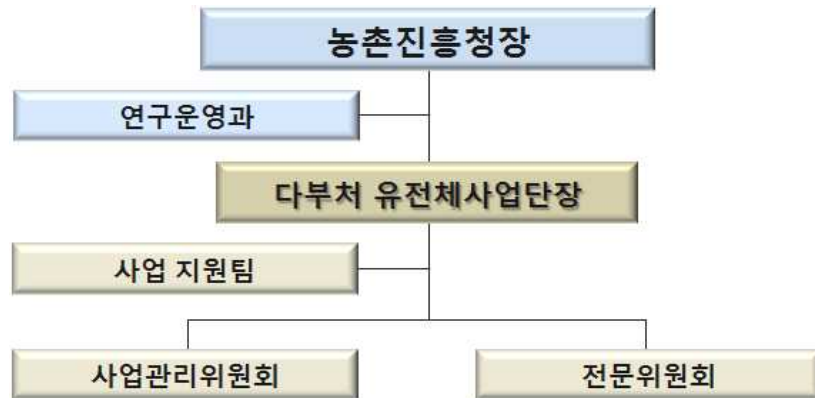 농촌진흥청장
연구운영과
다부처 유전체사업단장
사업 지원팀
사업관리위원회
전문위원회